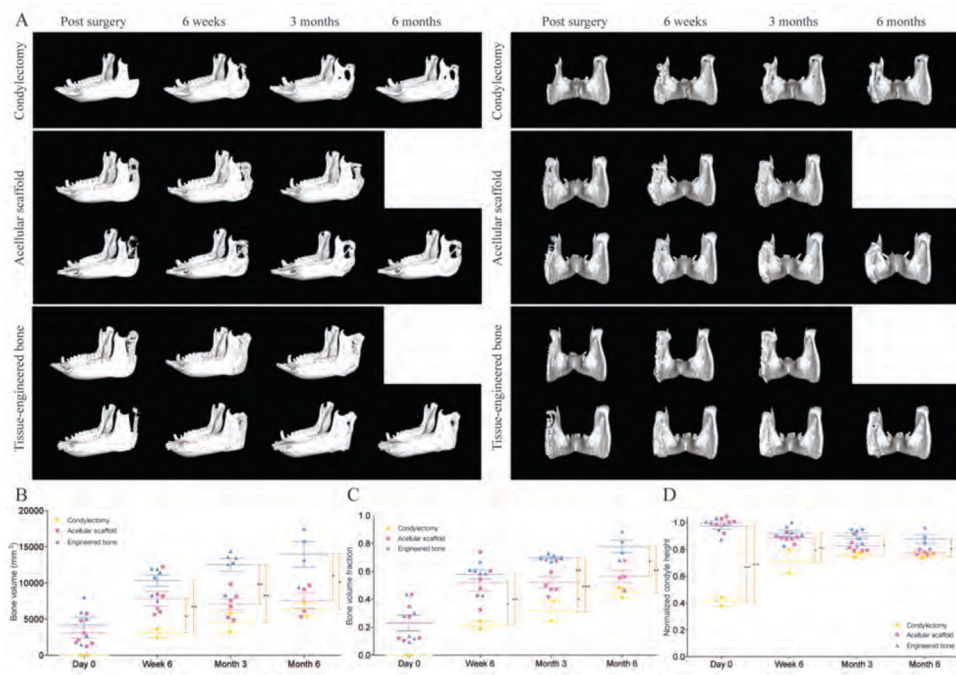 A
Post surgery 6 weeks 3 months 6 months
Post surgery 6 weeks 3 months 6 months
Condylectomy
Acellular scaffold
Tissue-engineered bone
Condylectomy
Acellular scaffold
Tissue-engineered bone
B
Bone volume (mm³)
20000
15000
10000
5000
0
Condylectomy
Acellular scaffold
Engineered bone
Day 0 Week 6 Month 3 Month 6
C
Bone volume fraction
1.0
0.8
0.6
0.4
0.2
0.0
Condylectomy
Acellular scaffold
Engineered bone
Day 0 Week 6 Month 3 Month 6
D
Normalized condyle height
1.0
0.8
0.6
0.4
0.2
0.0
Condylectomy
Acellular scaffold
Engineered bone
Day 0 Week 6 Month 3 Month 6